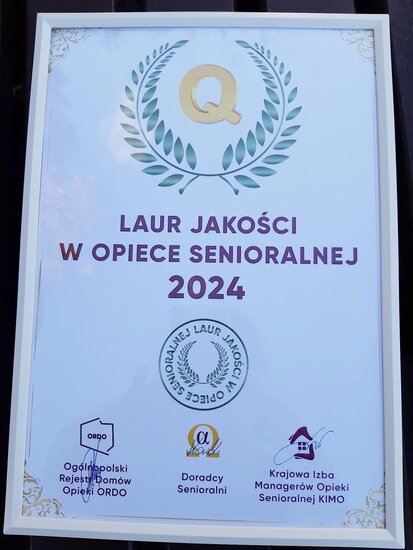 Q
LAUR JAKOŚCI
W OPIECE SENIORALNEJ
2024
LAUR JAKOŚCI W OPIECE SENIORALNEJ
ORDO
Ogólnopolski
Rejestr Domów
Opieki ORDO
α
Doradcy
Senioralni
Krajowa Izba
Managerów Opieki
Senioralnej KIMO